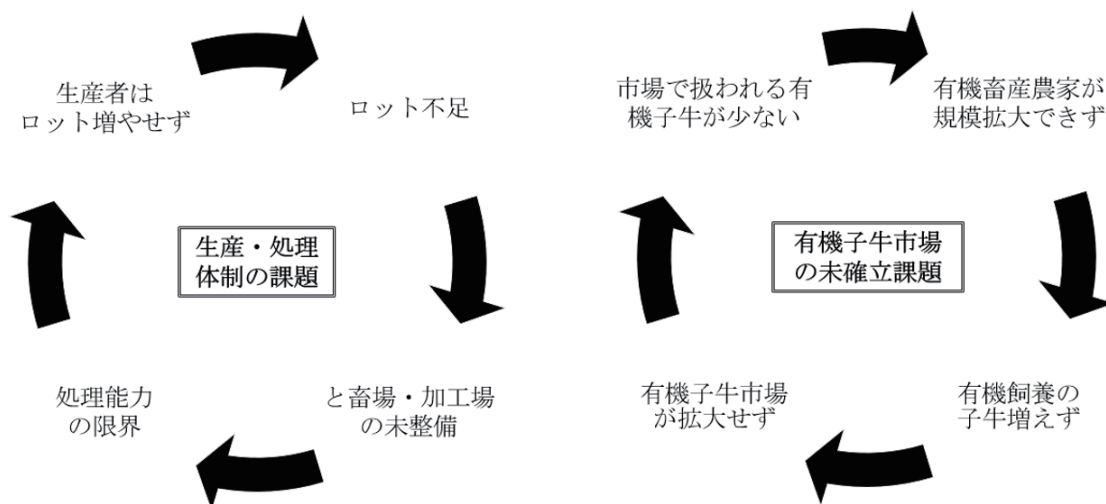 生産者は
ロット増やせず
ロット不足
生産・処理
体制の課題
処理能力
の限界
と畜場・加工場
の未整備
市場で扱われる有
機子牛が少ない
有機畜産農家が
規模拡大できず
有機子牛市場
の未確立課題
有機子牛市場
が拡大せず
有機飼養の
子牛増えず